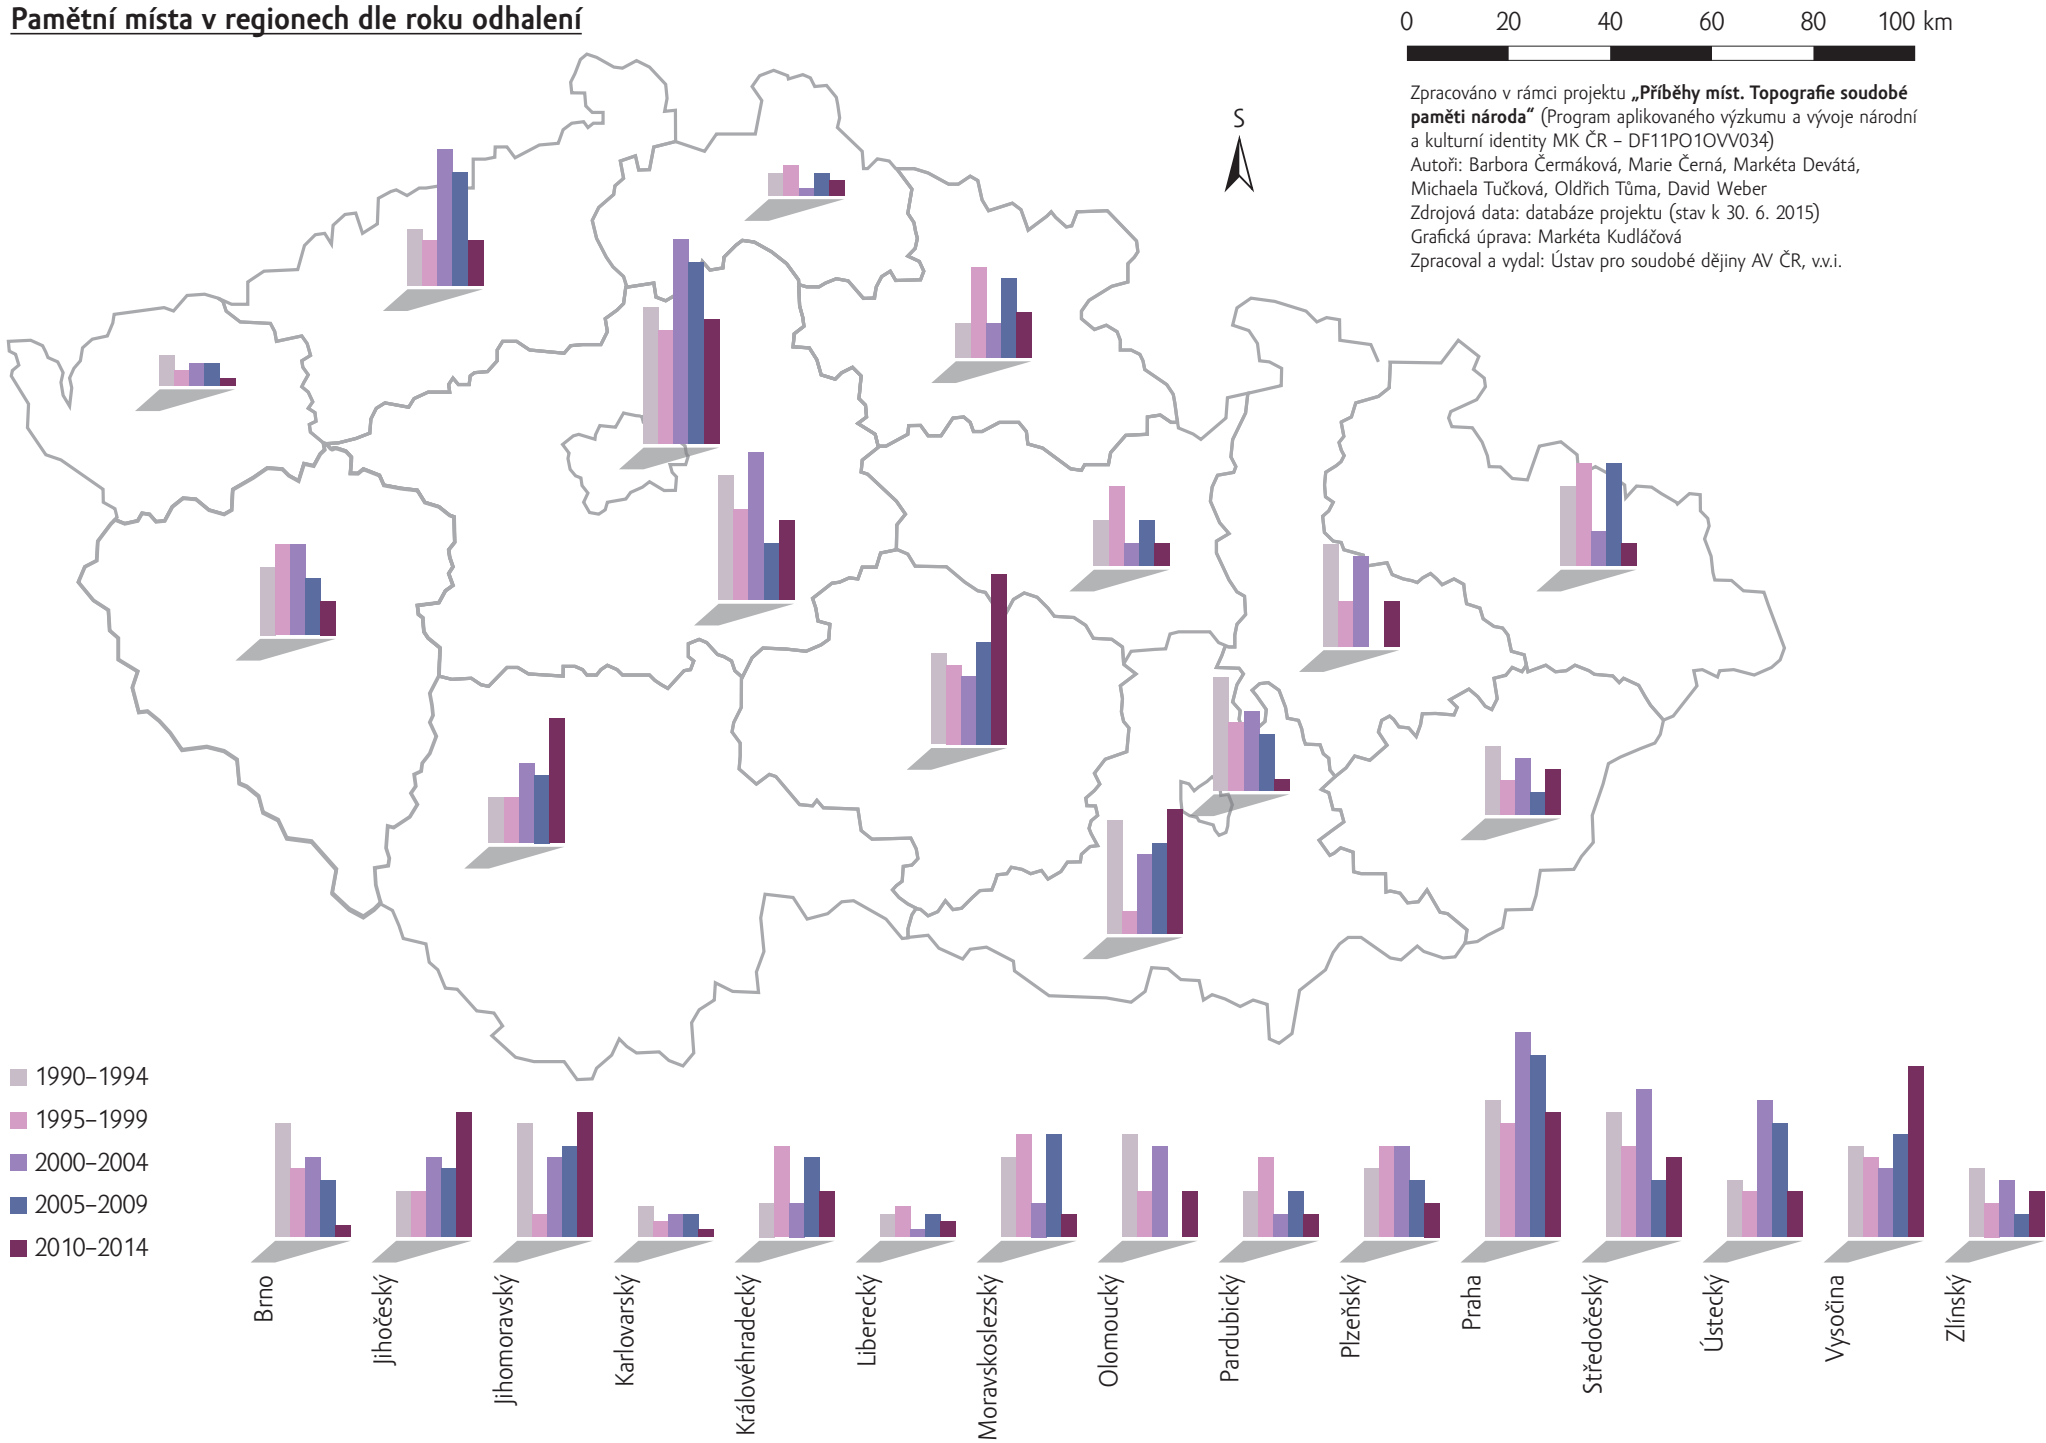 Pamětní místa v regionech dle roku odhalení
0 20 40 60 80 100 km
Zpracováno v rámci projektu „Příběhy míst. Topografie soudobé
paměti národa“ (Program aplikovaného výzkumu a vývoje národní
a kulturní identity MK ČR – DF11PO1OVV034)
Autoři: Barbora Čermáková, Marie Černá, Markéta Devátá,
Michaela Tučková, Oldřich Tůma, David Weber
Zdrojová data: databáze projektu (stav k 30. 6. 2015)
Grafická úprava: Markéta Kudláčová
Zpracoval a vydal: Ústav pro soudobé dějiny AV ČR, v.v.i.
S
1990–1994
1995–1999
2000–2004
2005–2009
2010–2014
Brno
Jihočeský
Jihomoravský
Karlovarský
Královéhradecký
Liberecký
Moravskoslezský
Olomoucký
Pardubický
Plzeňský
Praha
Středočeský
Ústecký
Vysočina
Zlínský